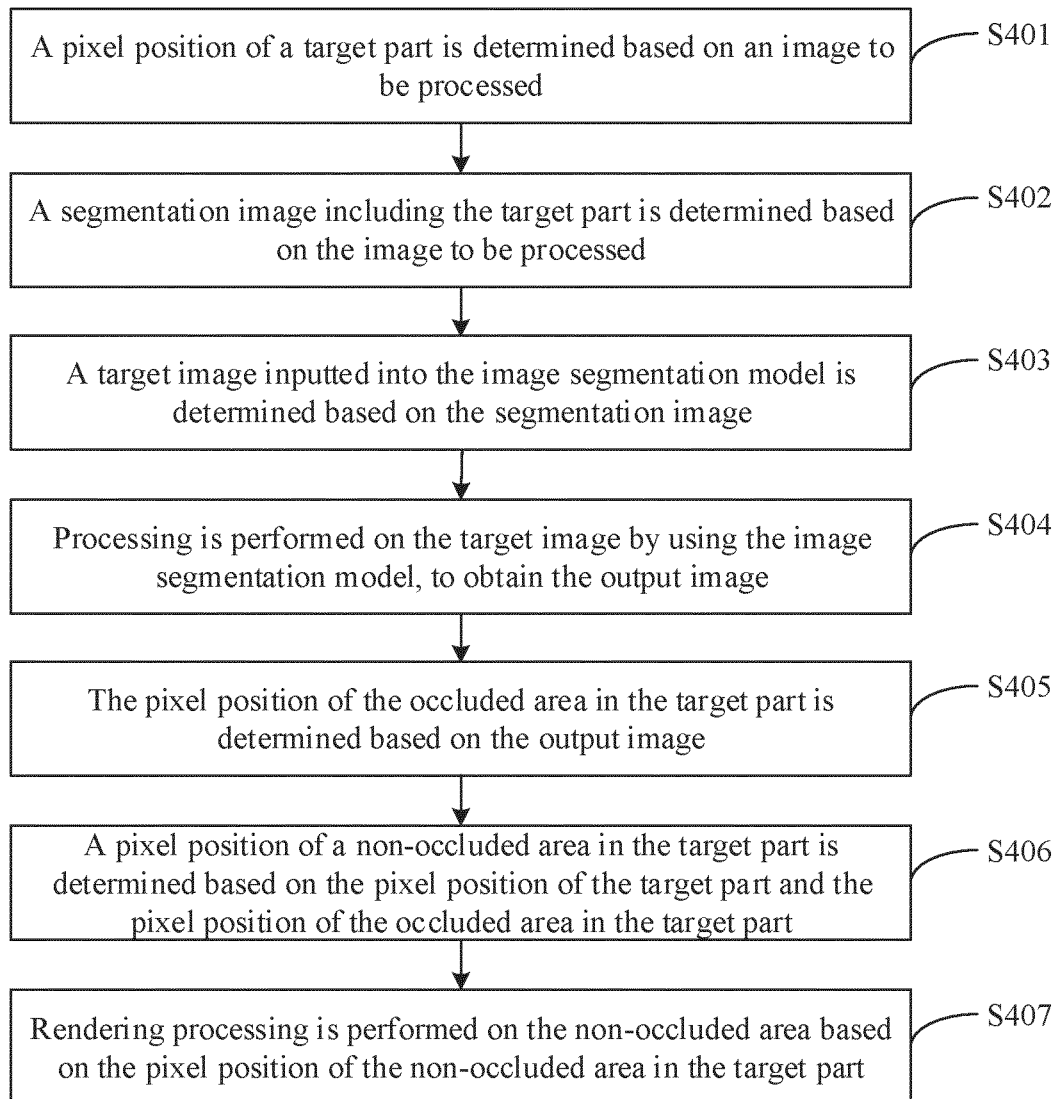 A pixel position of a target part is determined based on an image to
be processed
S401
A segmentation image including the target part is determined based
on the image to be processed
S402
A target image inputted into the image segmentation model is
determined based on the segmentation image
S403
Processing is performed on the target image by using the image
segmentation model, to obtain the output image
S404
The pixel position of the occluded area in the target part is
determined based on the output image
S405
A pixel position of a non-occluded area in the target part is
determined based on the pixel position of the target part and the
pixel position of the occluded area in the target part
S406
Rendering processing is performed on the non-occluded area based
on the pixel position of the non-occluded area in the target part
S407